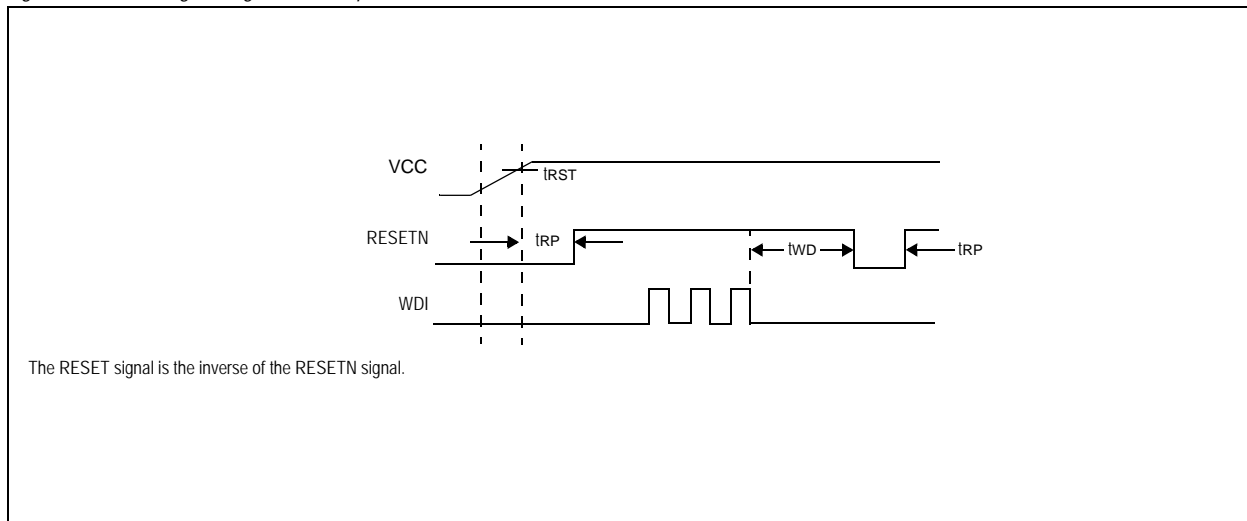 VCC
tRST
RESETN
tRP
tWD
tRP
WDI
The RESET signal is the inverse of the RESETN signal.